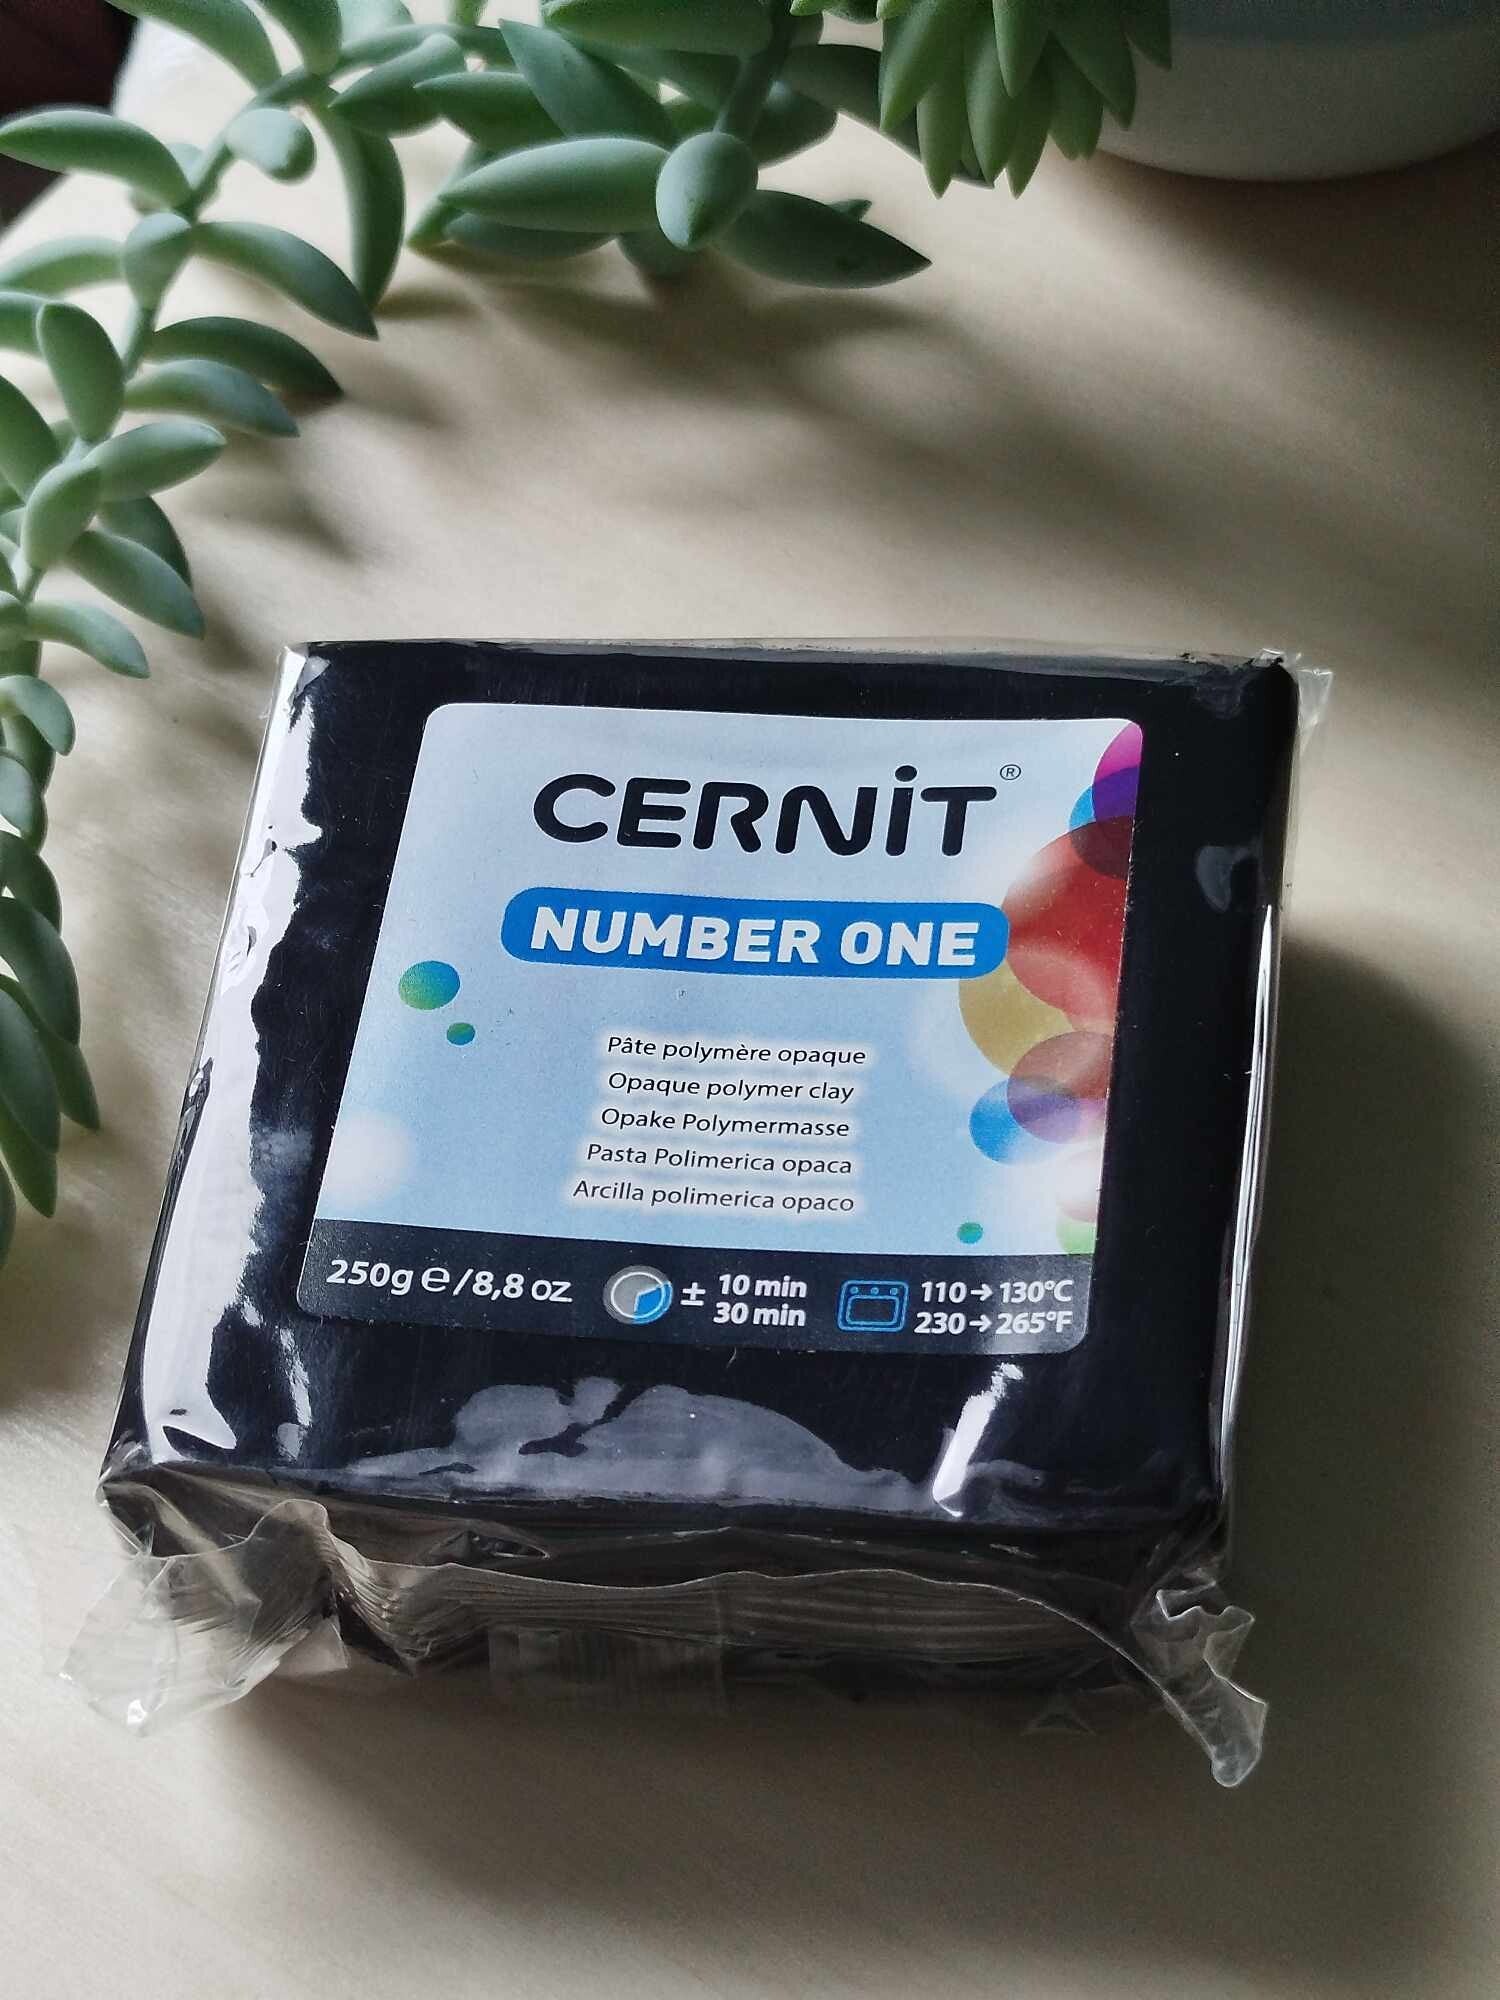 CERNiT®
NUMBER ONE
Pâte polymère opaque
Opaque polymer clay
Opake Polymermasse
Pasta Polimerica opaca
Arcilla polimerica opaco
250g ℮/8,8 oz ± 10 min 110→130°C
30 min 230→265°F